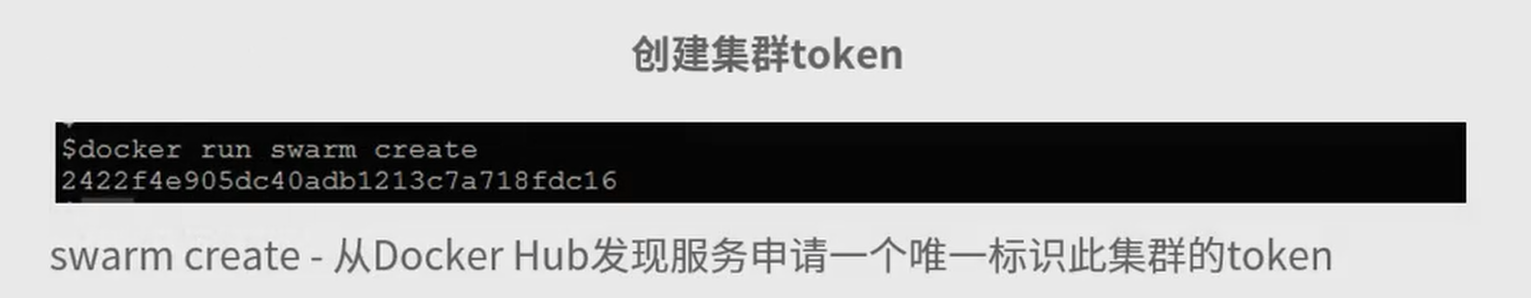 创建集群token
$docker run swarm create
2422f4e905dc40adb1213c7a718fdc16
swarm create - 从Docker Hub发现服务申请一个唯一标识此集群的token